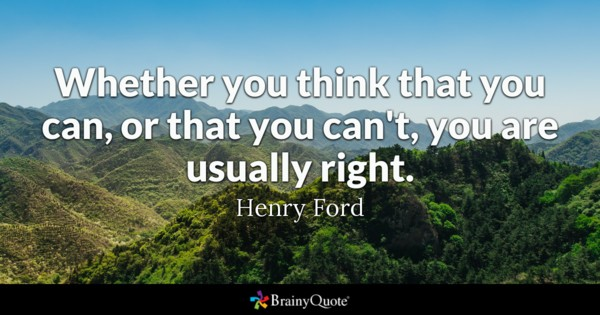 Whether you think that you
can, or that you can't, you are
usually right.
Henry Ford
BrainyQuote®